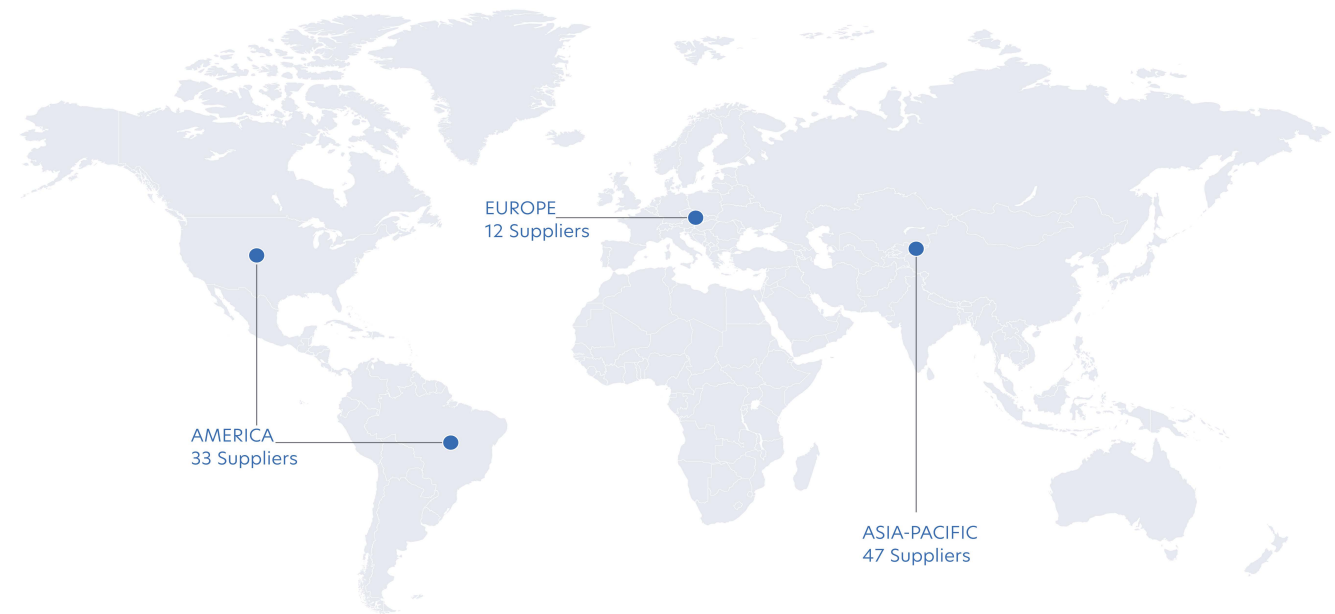 EUROPE
12 Suppliers
AMERICA
33 Suppliers
ASIA-PACIFIC
47 Suppliers